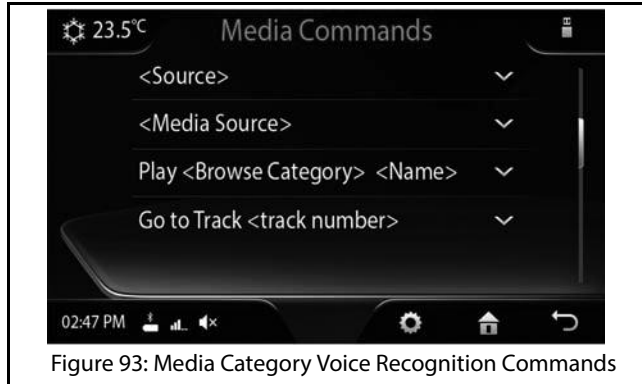 23.5°C Media Commands
<Source>
<Media Source>
Play <Browse Category> <Name>
Go to Track <track number>
02:47 PM
Figure 93: Media Category Voice Recognition Commands